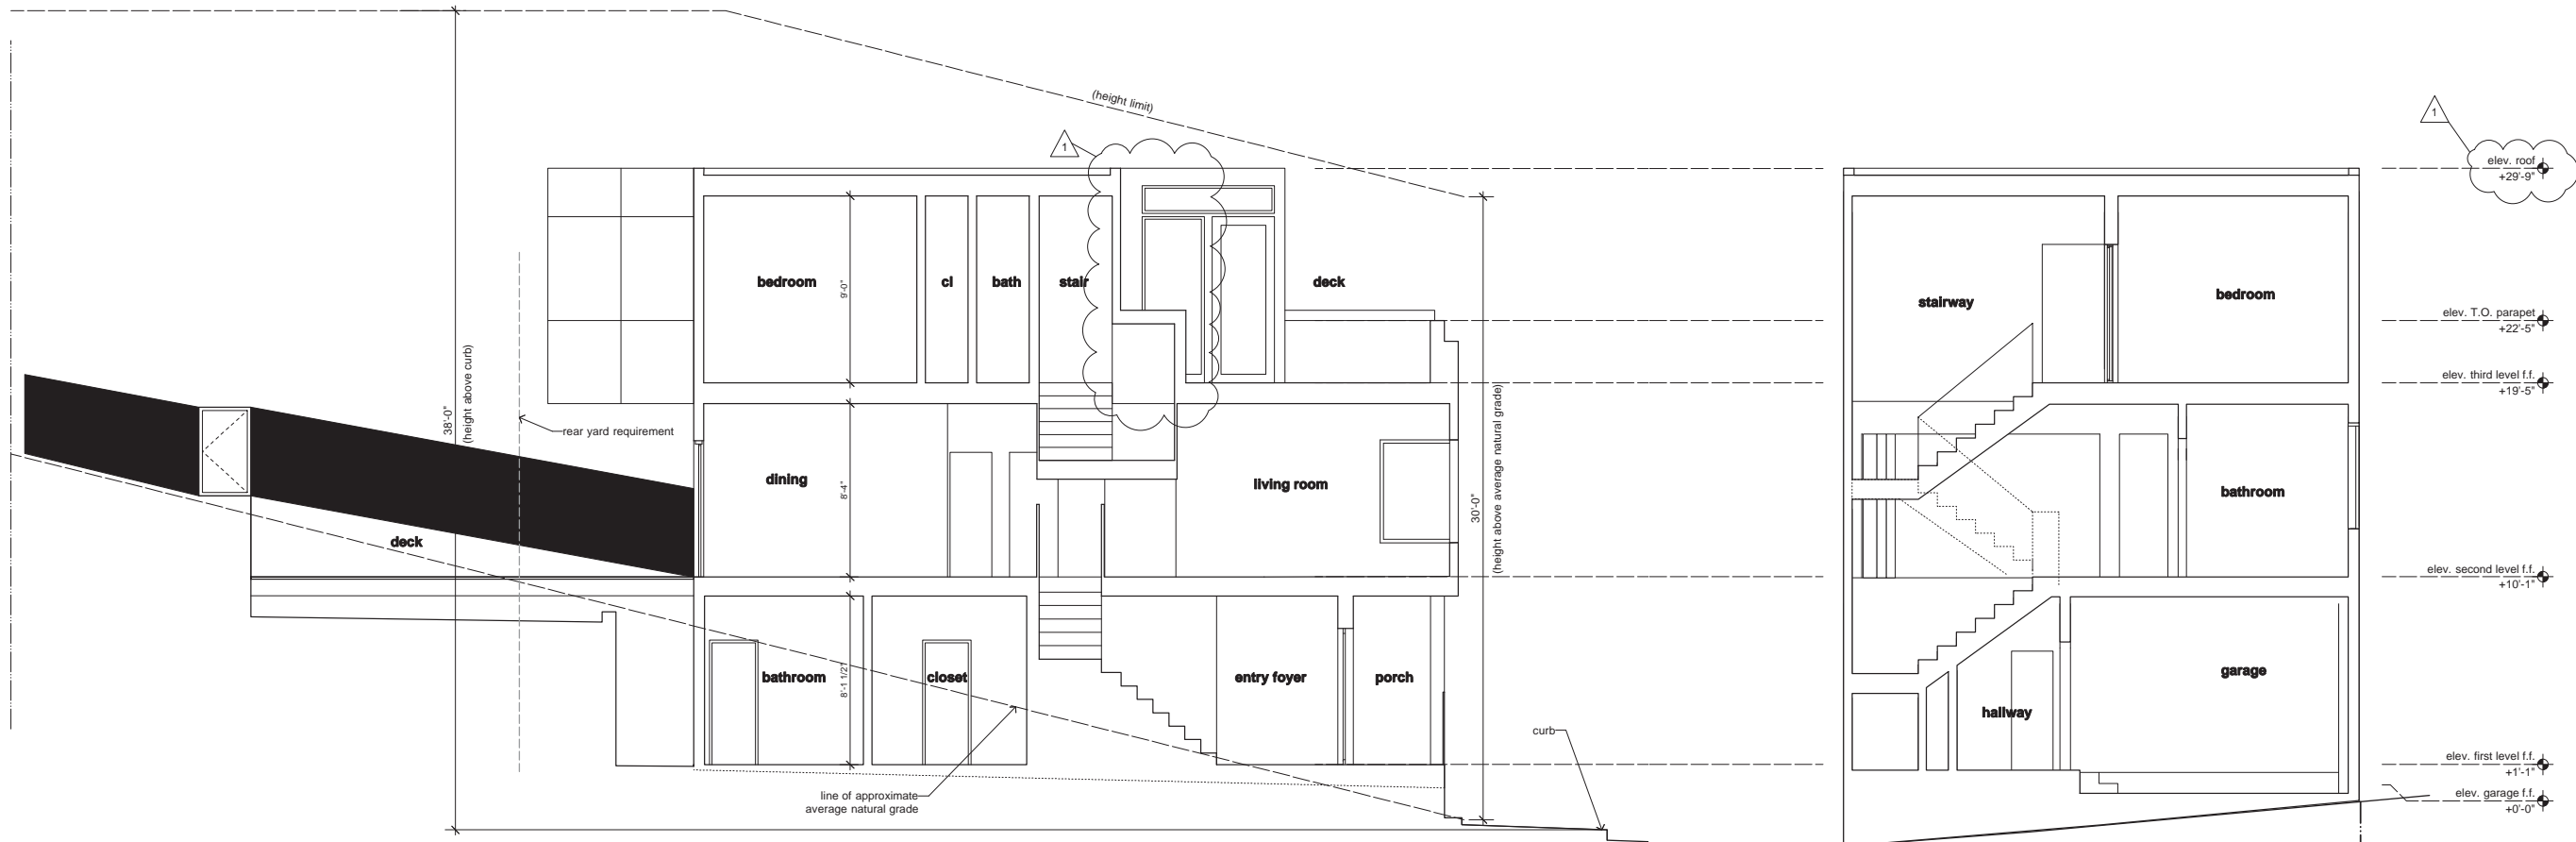 (height limit)
1
1
elev. roof
+29'-9"
bedroom
9'-0"
cl
bath
stair
deck
stairway
bedroom
elev. T.O. parapet
+22'-5"
elev. third level f.f.
+19'-5"
38'-0"
(height above curb)
rear yard requirement
dining
8'-4"
living room
30'-0"
(height above average natural grade)
bathroom
deck
elev. second level f.f.
+10'-1"
bathroom
8'-1 1/2"
closet
entry foyer
porch
hallway
garage
curb
line of approximate
average natural grade
elev. first level f.f.
+1'-1"
elev. garage f.f.
+0'-0"